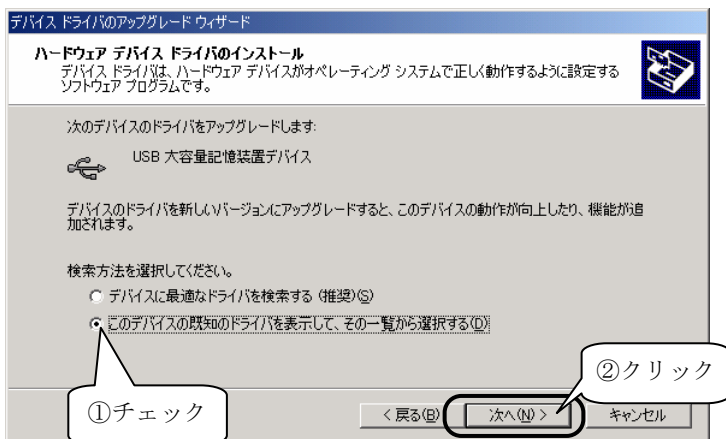 デバイス ドライバのアップグレード ウィザード
ハードウェア デバイス ドライバのインストール
デバイス ドライバは、ハードウェア デバイスがオペレーティング システムで正しく動作するように設定する
ソフトウェア プログラムです。
次のデバイスのドライバをアップグレードします:
USB 大容量記憶装置デバイス
デバイスのドライバを新しいバージョンにアップグレードすると、このデバイスの動作が向上したり、機能が追
加されます。
検索方法を選択してください。
デバイスに最適なドライバを検索する (推奨)(S)
このデバイスの既知のドライバを表示して、その一覧から選択する(D)
②クリック
①チェック
< 戻る(B)
次へ(N) >
キャンセル